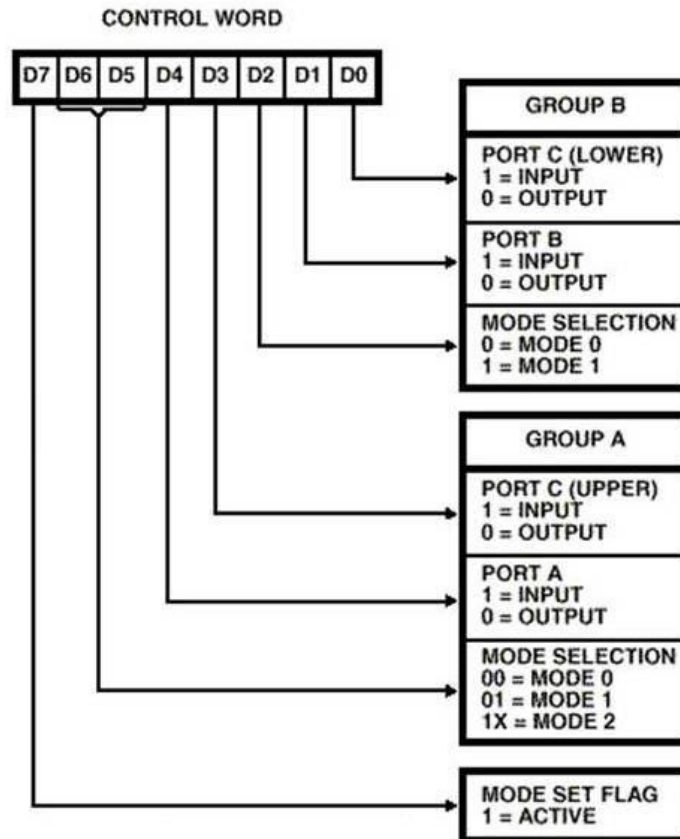 CONTROL WORD
D7 D6 D5 D4 D3 D2 D1 D0
GROUP B
PORT C (LOWER)
1 = INPUT
0 = OUTPUT
PORT B
1 = INPUT
0 = OUTPUT
MODE SELECTION
0 = MODE 0
1 = MODE 1
GROUP A
PORT C (UPPER)
1 = INPUT
0 = OUTPUT
PORT A
1 = INPUT
0 = OUTPUT
MODE SELECTION
00 = MODE 0
01 = MODE 1
1X = MODE 2
MODE SET FLAG
1 = ACTIVE